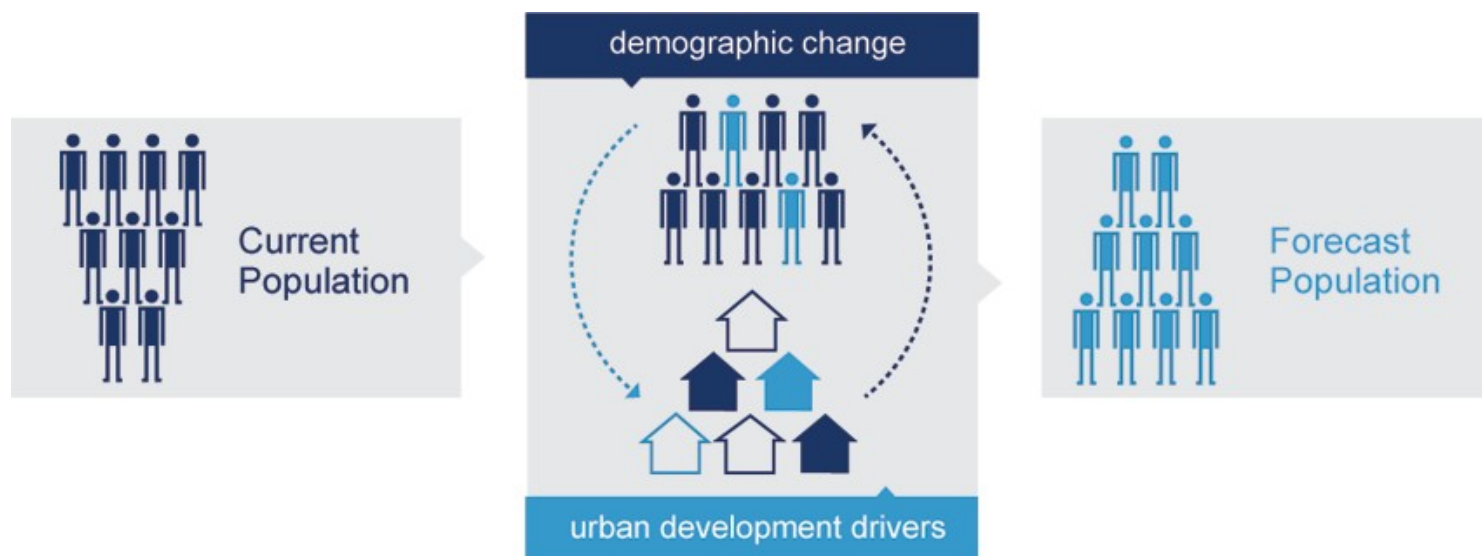 demographic change
Current
Population
Forecast
Population
urban development drivers